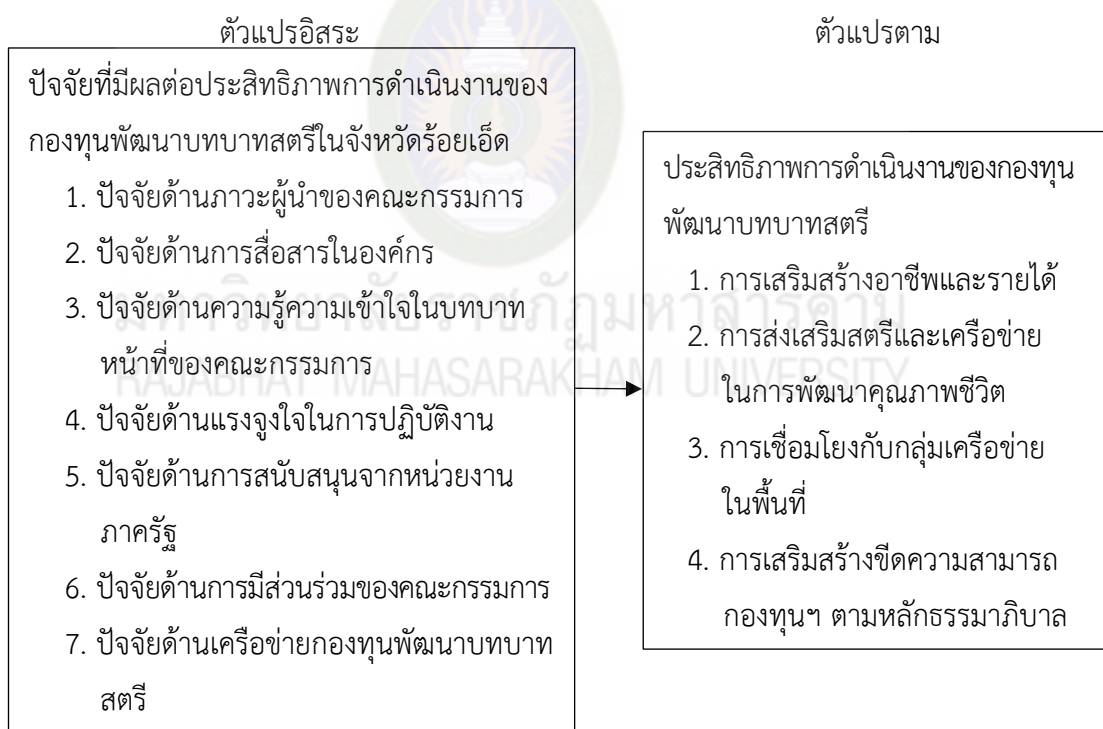 ตัวแปรอิสระ
ปัจจัยที่มีผลต่อประสิทธิภาพการดำเนินงานของ
กองทุนพัฒนาบทบาทสตรีในจังหวัดร้อยเอ็ด
1. ปัจจัยด้านภาวะผู้นำของคณะกรรมการ
2. ปัจจัยด้านการสื่อสารในองค์กร
3. ปัจจัยด้านความรู้ความเข้าใจในบทบาท
หน้าที่ของคณะกรรมการ
4. ปัจจัยด้านแรงจูงใจในการปฏิบัติงาน
5. ปัจจัยด้านการสนับสนุนจากหน่วยงาน
ภาครัฐ
6. ปัจจัยด้านการมีส่วนร่วมของคณะกรรมการ
7. ปัจจัยด้านเครือข่ายกองทุนพัฒนาบทบาท
สตรี
ตัวแปรตาม
ประสิทธิภาพการดำเนินงานของกองทุน
พัฒนาบทบาทสตรี
1. การเสริมสร้างอาชีพและรายได้
2. การส่งเสริมสตรีและเครือข่าย
ในการพัฒนาคุณภาพชีวิต
3. การเชื่อมโยงกับกลุ่มเครือข่าย
ในพื้นที่
4. การเสริมสร้างขีดความสามารถ
กองทุนฯ ตามหลักธรรมาภิบาล
มหาวิทยาลัยราชภัฏมหาสารคาม
RAJABHAT MAHASARAKHAM UNIVERSITY